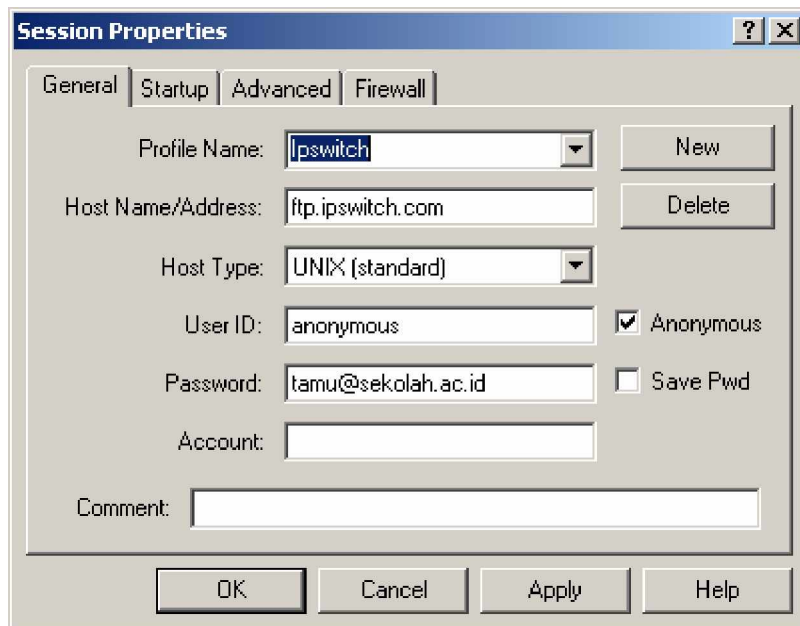 Session Properties
General Startup Advanced Firewall
Profile Name: Ipswitch New
Host Name/Address: ftp.ipswitch.com Delete
Host Type: UNIX (standard)
User ID: anonymous Anonymous
Password: tamu@sekolah.ac.id Save Pwd
Account:
Comment:
OK Cancel Apply Help